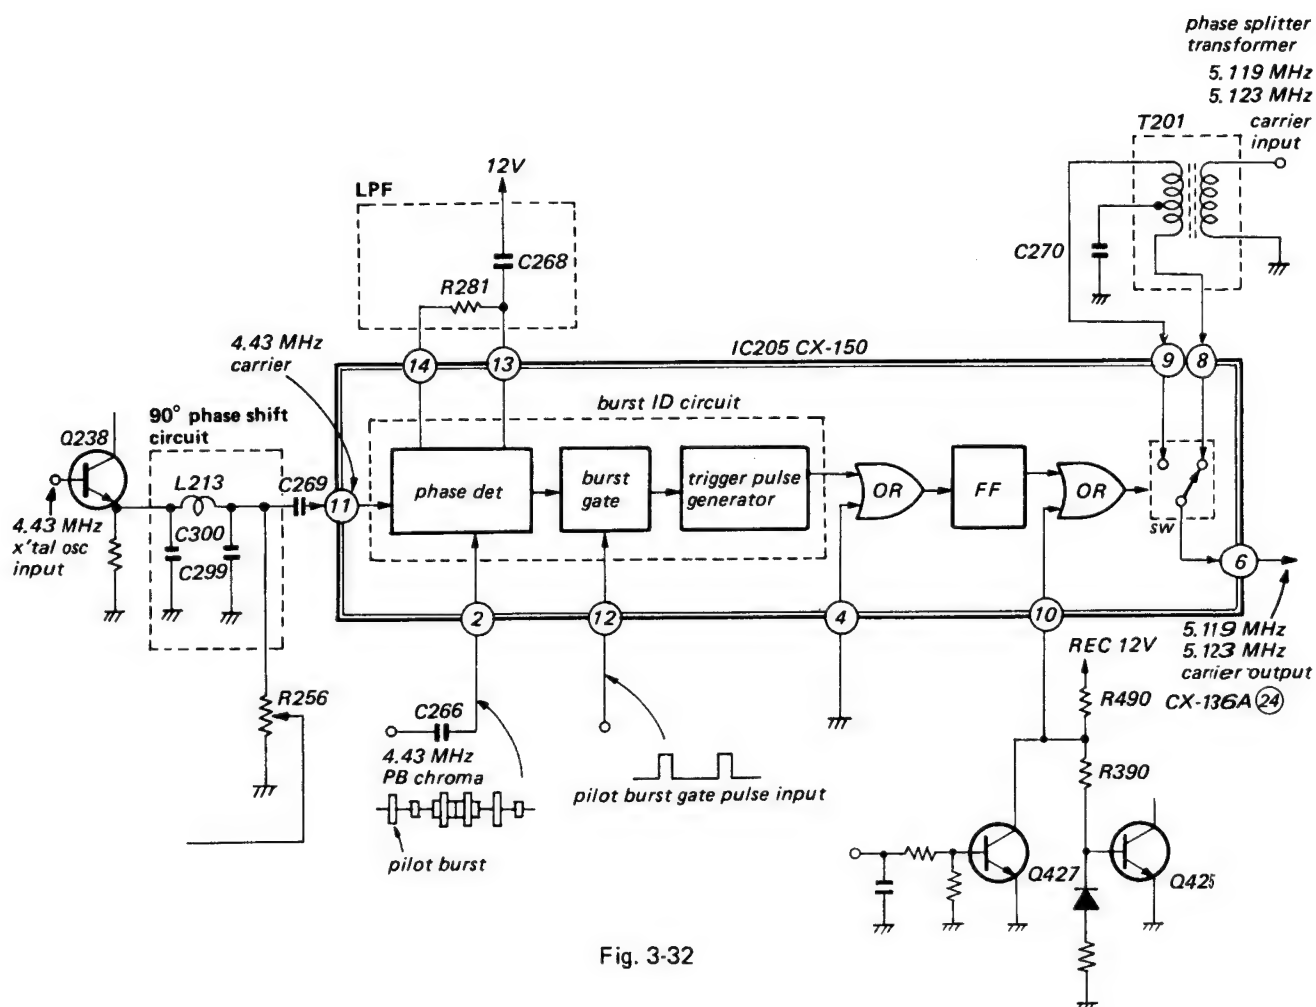 phase splitter
transformer
5.119 MHz
5.123 MHz
carrier
input
T201
12V
LPF
C268
R281
C270
4.43 MHz
carrier
14
13
IC205 CX-150
9
8
burst ID circuit
90° phase shift
circuit
Q238
L213
C269
11
phase det
burst
gate
trigger pulse
generator
OR
FF
OR
sw
4.43 MHz
x'tal osc
input
C300
C299
6
2
12
4
10
5.119 MHz
5.123 MHz
carrier output
CX-136A 24
REC 12V
R490
R256
C266
4.43 MHz
PB chroma
R390
pilot burst gate pulse input
pilot burst
Q427
Q425
Fig. 3-32